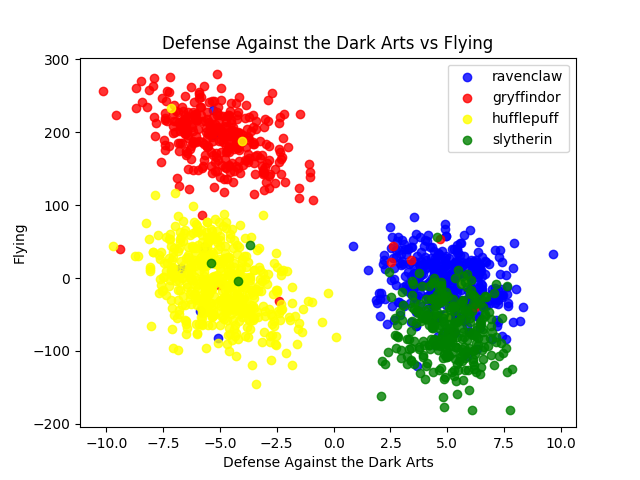 Defense Against the Dark Arts vs Flying
ravenclaw
gryffindor
hufflepuff
slytherin
300
200
100
0
−100
−200
Flying
−10.0 −7.5 −5.0 −2.5 0.0 2.5 5.0 7.5 10.0
Defense Against the Dark Arts